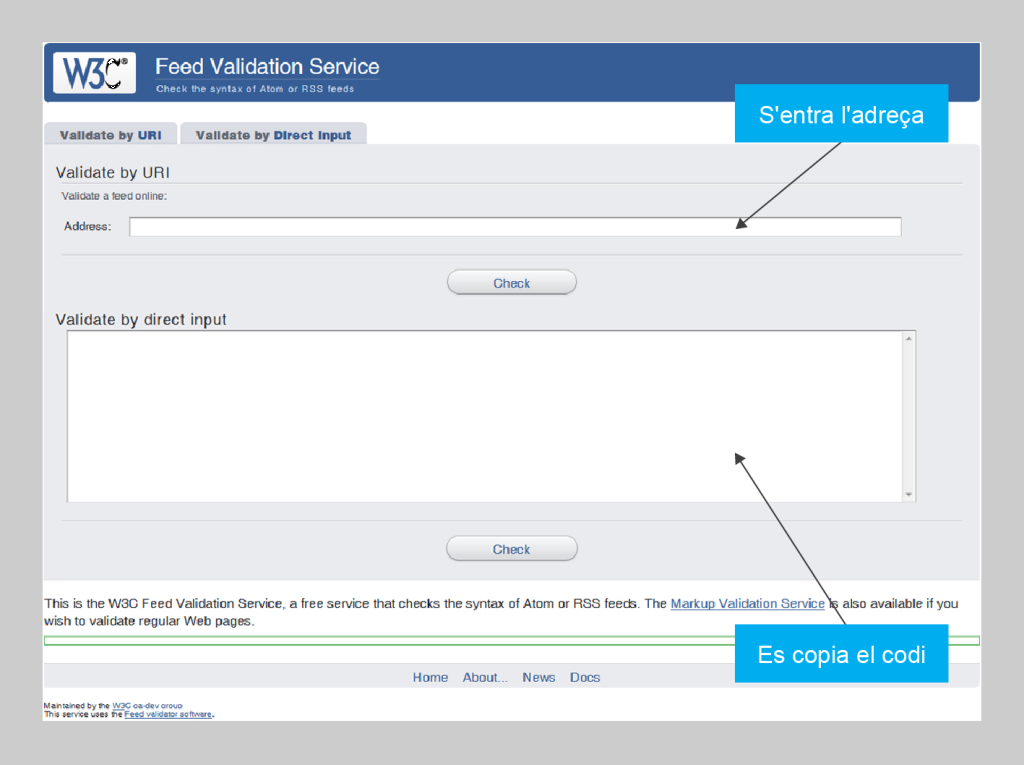 W3C®
Feed Validation Service
Check the syntax of Atom or RSS feeds
S'entra l'adreça
Validate by URI
Validate by Direct Input
Validate by URI
Validate a feed online:
Address:
Check
Validate by direct input
Check
This is the W3C Feed Validation Service, a free service that checks the syntax of Atom or RSS feeds. The Markup Validation Service is also available if you
wish to validate regular Web pages.
Es copia el codi
Home About... News Docs
Maintained by the W3C qa-dev group
This service uses the Feed validator software.